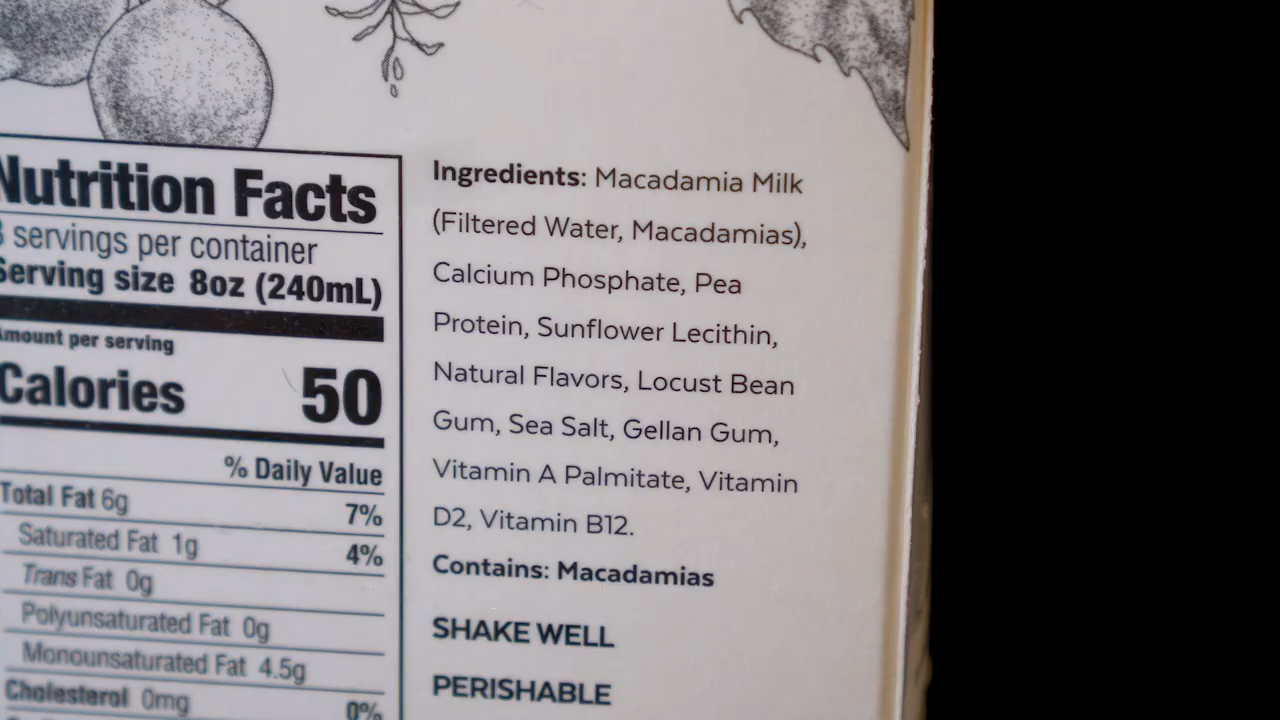 Nutrition Facts
servings per container
Serving size 8oz (240mL)
Amount per serving
Calories 50
% Daily Value
Total Fat 6g 7%
Saturated Fat 1g 4%
Trans Fat 0g
Polyunsaturated Fat 0g
Monounsaturated Fat 4.5g
Cholesterol 0mg 0%
Ingredients: Macadamia Milk
(Filtered Water, Macadamias),
Calcium Phosphate, Pea
Protein, Sunflower Lecithin,
Natural Flavors, Locust Bean
Gum, Sea Salt, Gellan Gum,
Vitamin A Palmitate, Vitamin
D2, Vitamin B12.
Contains: Macadamias
SHAKE WELL
PERISHABLE